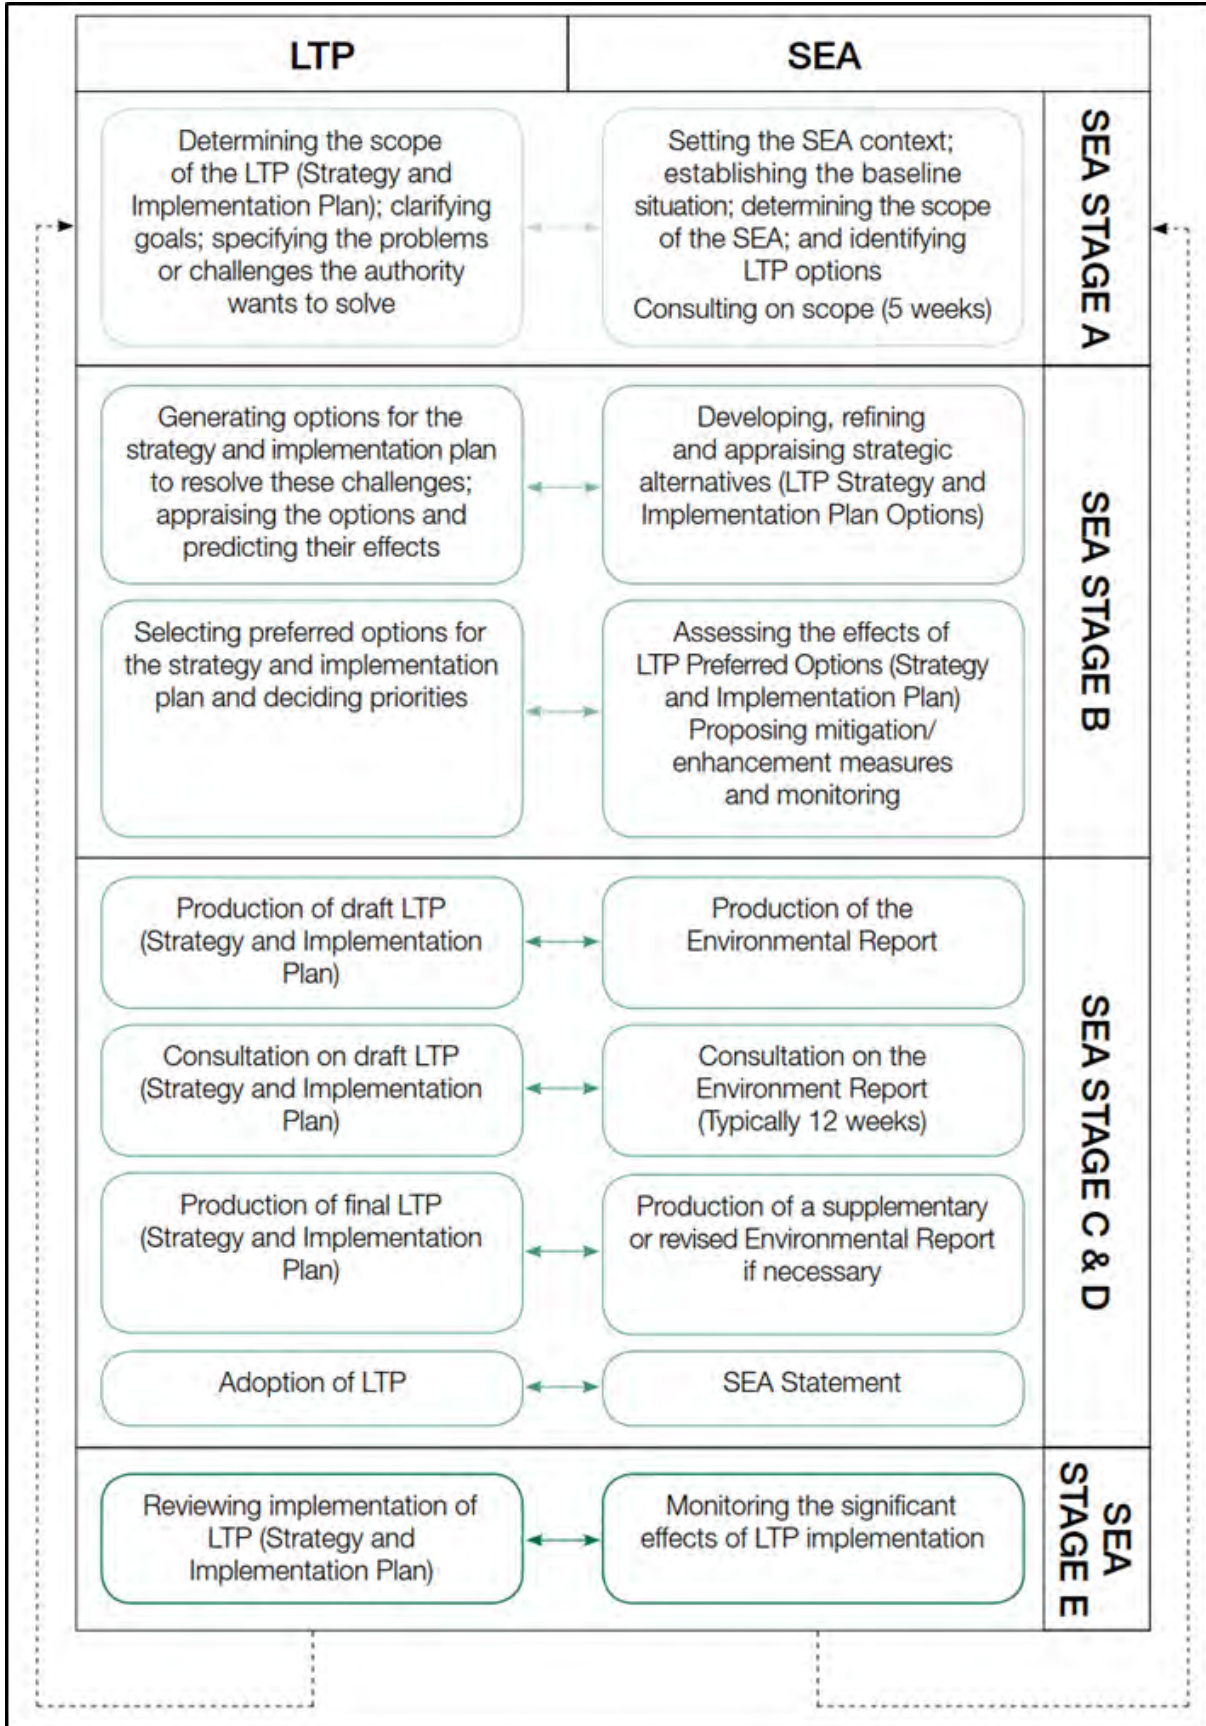 LTP
SEA
Determining the scope
of the LTP (Strategy and
Implementation Plan); clarifying
goals; specifying the problems
or challenges the authority
wants to solve
Setting the SEA context;
establishing the baseline
situation; determining the scope
of the SEA; and identifying
LTP options
Consulting on scope (5 weeks)
SEA STAGE A
Generating options for the
strategy and implementation plan
to resolve these challenges;
appraising the options and
predicting their effects
Developing, refining
and appraising strategic
alternatives (LTP Strategy and
Implementation Plan Options)
Selecting preferred options for
the strategy and implementation
plan and deciding priorities
Assessing the effects of
LTP Preferred Options (Strategy
and Implementation Plan)
Proposing mitigation/
enhancement measures
and monitoring
SEA STAGE B
Production of draft LTP
(Strategy and Implementation
Plan)
Production of the
Environmental Report
Consultation on draft LTP
(Strategy and Implementation
Plan)
Consultation on the
Environment Report
(Typically 12 weeks)
Production of final LTP
(Strategy and Implementation
Plan)
Production of a supplementary
or revised Environmental Report
if necessary
Adoption of LTP
SEA Statement
SEA STAGE C & D
Reviewing implementation of
LTP (Strategy and
Implementation Plan)
Monitoring the significant
effects of LTP implementation
SEA
STAGE E